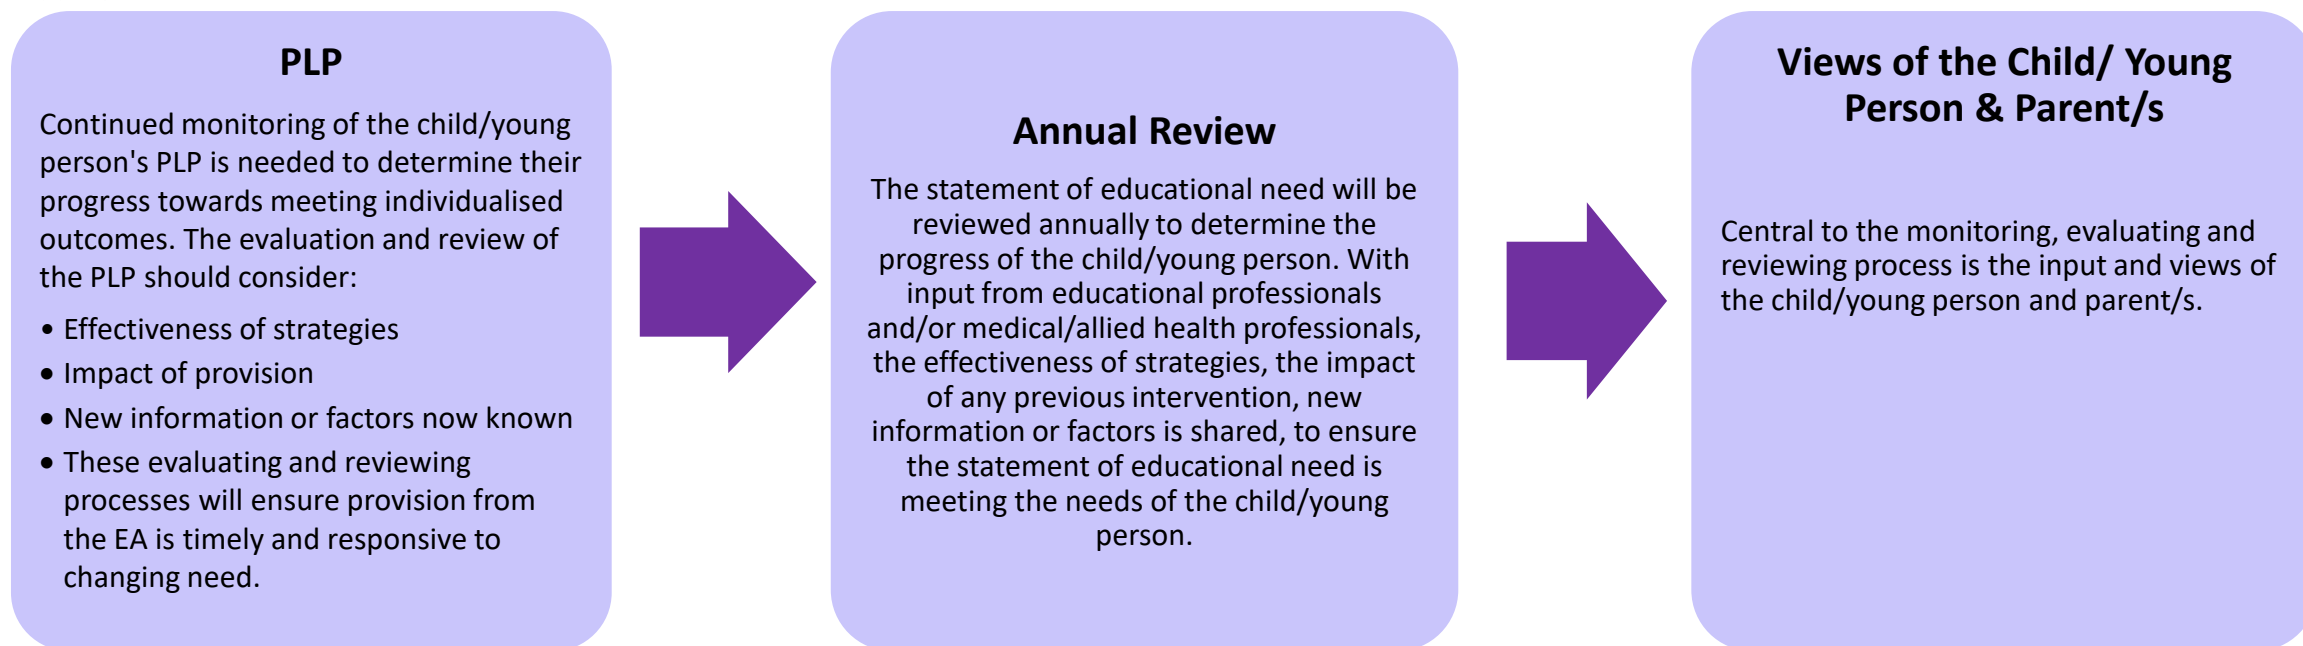 PLP
Continued monitoring of the child/young
person's PLP is needed to determine their
progress towards meeting individualised
outcomes. The evaluation and review of
the PLP should consider:
• Effectiveness of strategies
• Impact of provision
• New information or factors now known
• These evaluating and reviewing
processes will ensure provision from
the EA is timely and responsive to
changing need.
Annual Review
The statement of educational need will be
reviewed annually to determine the
progress of the child/young person. With
input from educational professionals
and/or medical/allied health professionals,
the effectiveness of strategies, the impact
of any previous intervention, new
information or factors is shared, to ensure
the statement of educational need is
meeting the needs of the child/young
person.
Views of the Child/ Young
Person & Parent/s
Central to the monitoring, evaluating and
reviewing process is the input and views of
the child/young person and parent/s.